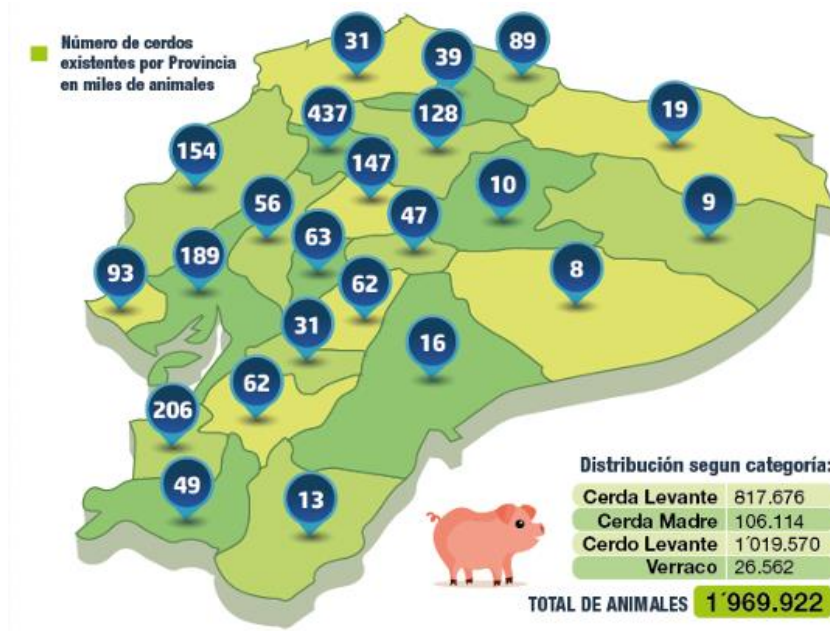 Número de cerdos
existentes por Provincia
en miles de animales
31
39
89
437
128
19
154
147
10
56
47
9
63
189
93
62
8
31
16
62
206
49
13
Distribución segun categoría:
Cerda Levante 817.676
Cerda Madre 106.114
Cerdo Levante 1´019.570
Verraco 26.562
TOTAL DE ANIMALES 1´969.922